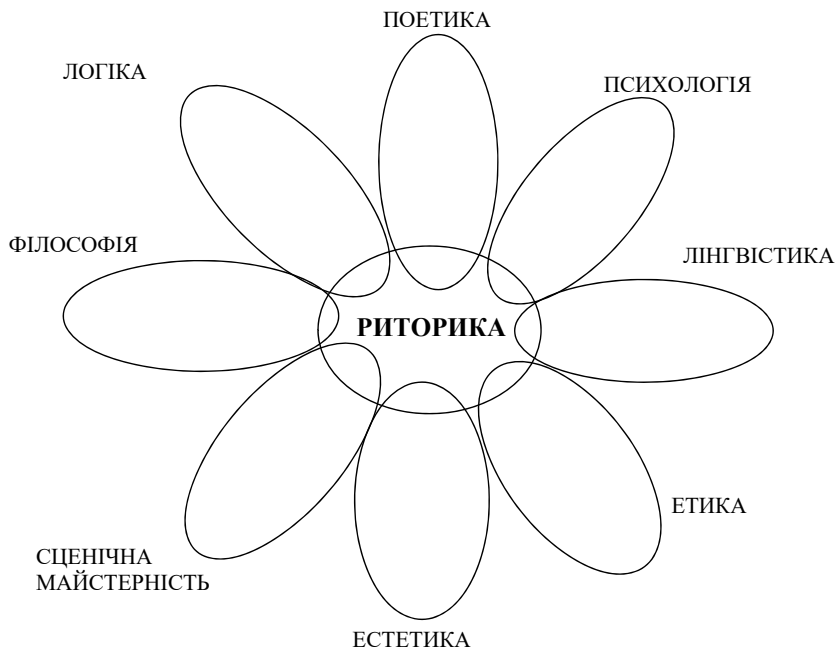 ПОЕТИКА
ЛОГІКА
ПСИХОЛОГІЯ
ФІЛОСОФІЯ
ЛІНГВІСТИКА
РИТОРИКА
ЕТИКА
СЦЕНІЧНА
МАЙСТЕРНІСТЬ
ЕСТЕТИКА